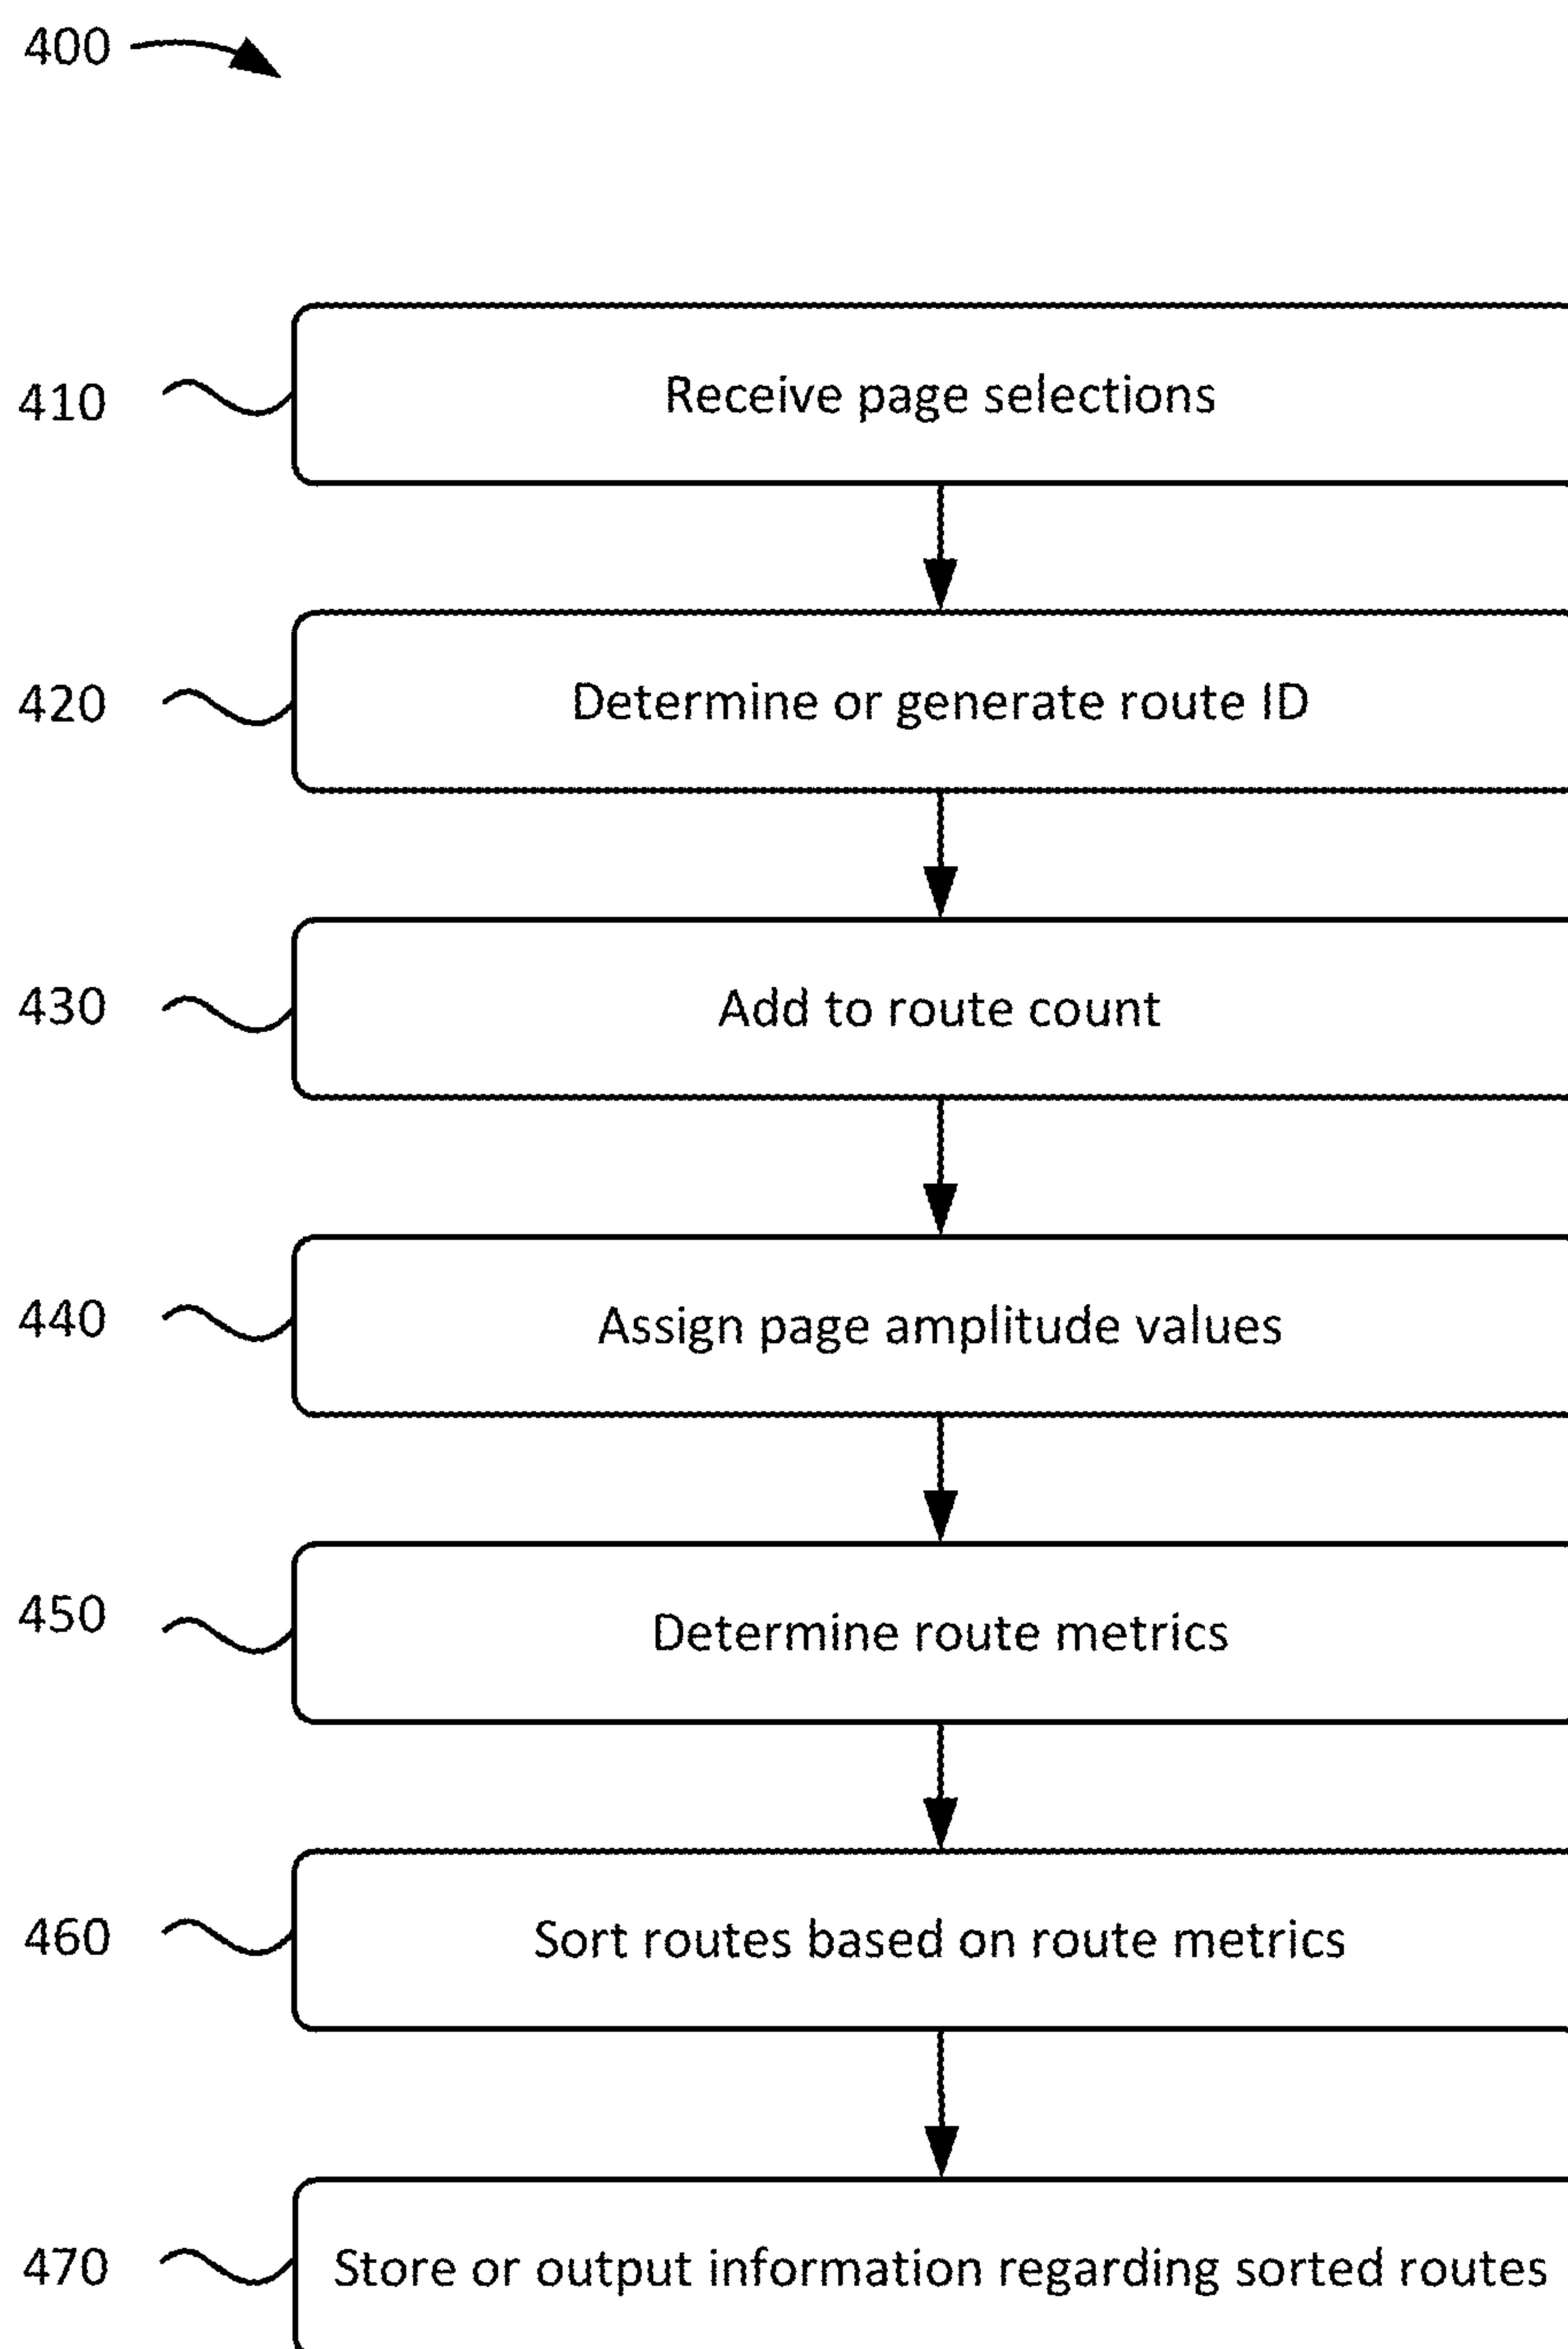 400
410
Receive page selections
420
Determine or generate route ID
430
Add to route count
440
Assign page amplitude values
450
Determine route metrics
460
Sort routes based on route metrics
470
Store or output information regarding sorted routes